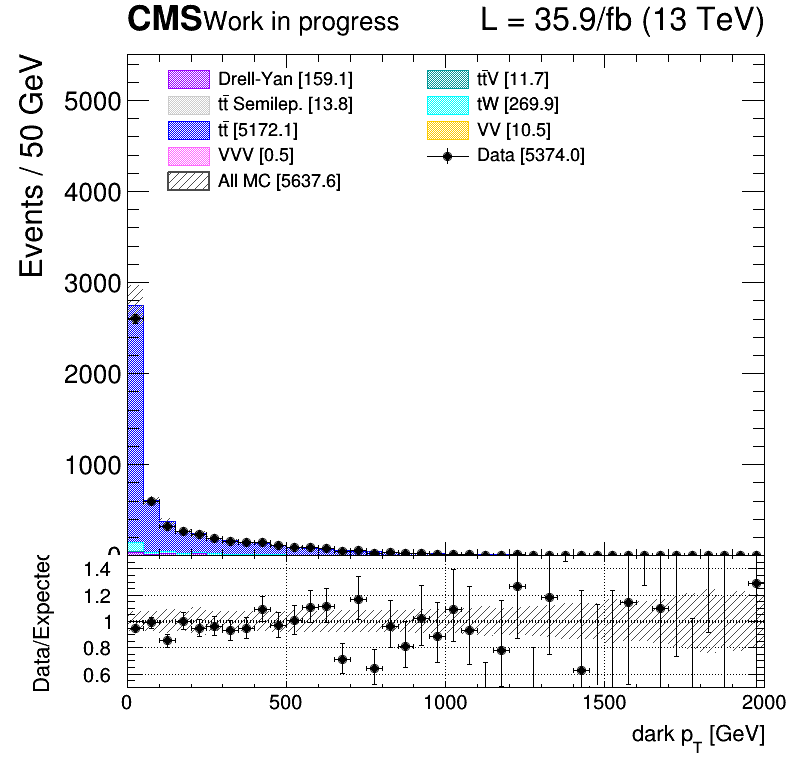 CMS Work in progress L = 35.9/fb (13 TeV)
Events / 50 GeV
5000
4000
3000
2000
1000
0
Drell-Yan [159.1]
tt̄ Semilep. [13.8]
tt̄ [5172.1]
VVV [0.5]
All MC [5637.6]
tt̄V [11.7]
tW [269.9]
VV [10.5]
Data [5374.0]
Data/Expected
1.4
1.2
1
0.8
0.6
0 500 1000 1500 2000
dark p_T [GeV]